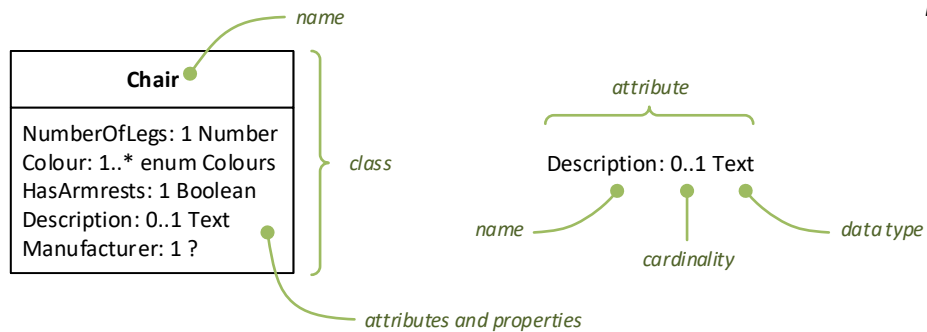 name
Chair
NumberOfLegs: 1 Number
Colour: 1..* enum Colours
HasArmrests: 1 Boolean
Description: 0..1 Text
Manufacturer: 1 ?
class
attributes and properties
attribute
Description: 0..1 Text
name
cardinality
data type